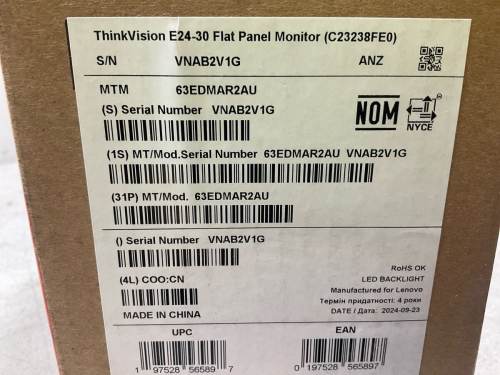 ThinkVision E24-30 Flat Panel Monitor (C23238FE0)
S/N VNAB2V1G ANZ
MTM 63EDMAR2AU
(S) Serial Number VNAB2V1G
NOM NYCE
(1S) MT/Mod.Serial Number 63EDMAR2AU VNAB2V1G
(31P) MT/Mod. 63EDMAR2AU
() Serial Number VNAB2V1G
(4L) COO:CN
MADE IN CHINA
RoHS OK
LED BACKLIGHT
Manufactured for Lenovo
Термін придатності: 4 роки
DATE / Дата: 2024-09-23
UPC EAN
1 97528 56589 7 0 197528 565897